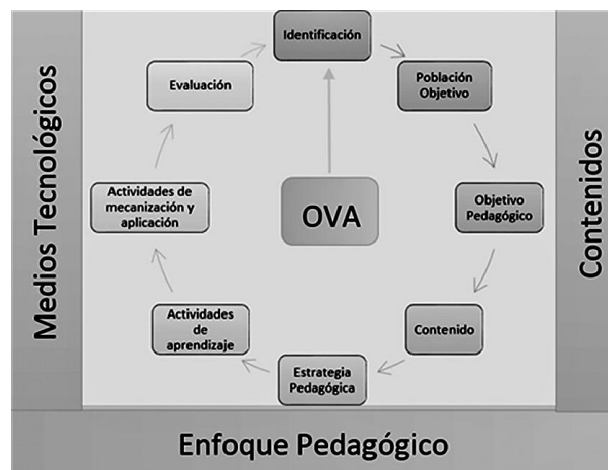 Identificación
Población
Objetivo
Objetivo
Pedagógico
Contenido
Estrategia
Pedagógica
Actividades
de
aprendizaje
Actividades de
mecanización y
aplicación
Evaluación
OVA
Medios Tecnológicos
Contenidos
Enfoque Pedagógico